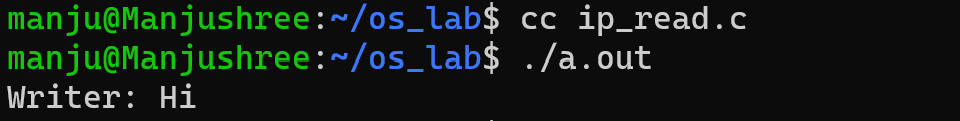 manju@Manjushree:~/os_lab$ cc ip_read.c
manju@Manjushree:~/os_lab$ ./a.out
Writer: Hi